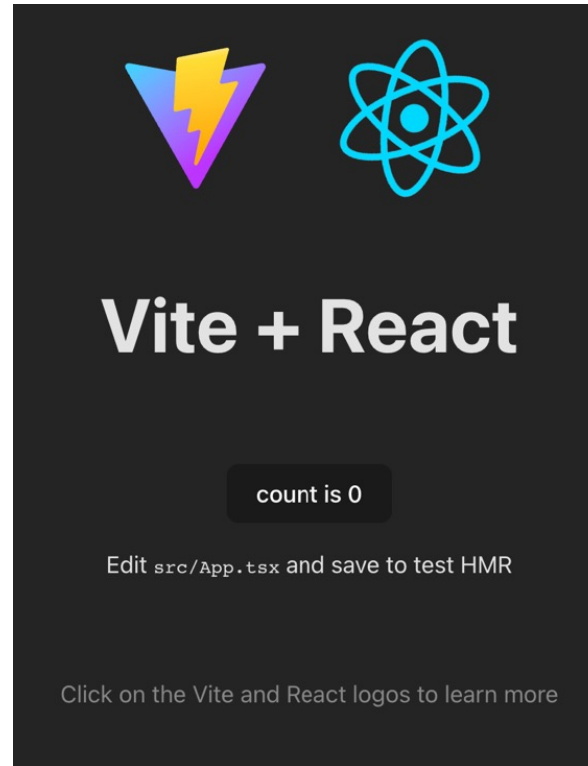 Vite + React
count is 0
Edit src/App.tsx and save to test HMR
Click on the Vite and React logos to learn more